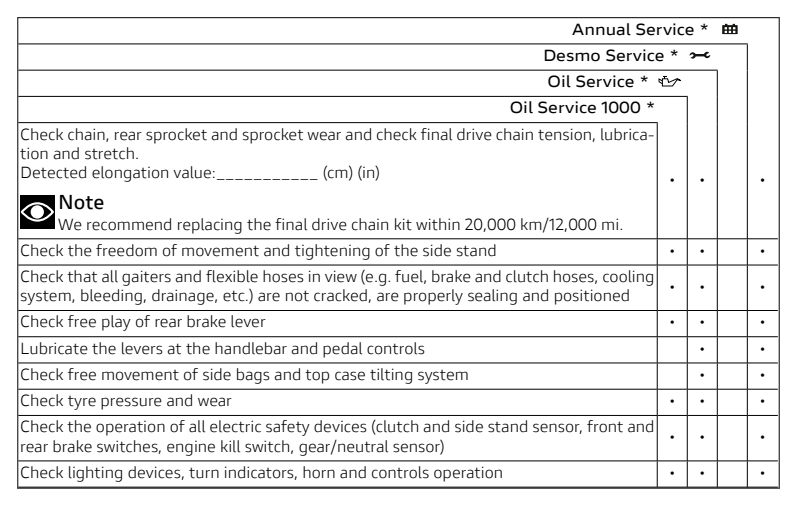 Annual Service *
Desmo Service *
Oil Service *
Oil Service 1000 *
Check chain, rear sprocket and sprocket wear and check final drive chain tension, lubrica-
tion and stretch.
Detected elongation value:___________ (cm) (in)
Note
We recommend replacing the final drive chain kit within 20,000 km/12,000 mi.
• • •
Check the freedom of movement and tightening of the side stand • • •
Check that all gaiters and flexible hoses in view (e.g. fuel, brake and clutch hoses, cooling
system, bleeding, drainage, etc.) are not cracked, are properly sealing and positioned
• • •
Check free play of rear brake lever • • •
Lubricate the levers at the handlebar and pedal controls • •
Check free movement of side bags and top case tilting system • •
Check tyre pressure and wear • • •
Check the operation of all electric safety devices (clutch and side stand sensor, front and
rear brake switches, engine kill switch, gear/neutral sensor)
• • •
Check lighting devices, turn indicators, horn and controls operation • • •